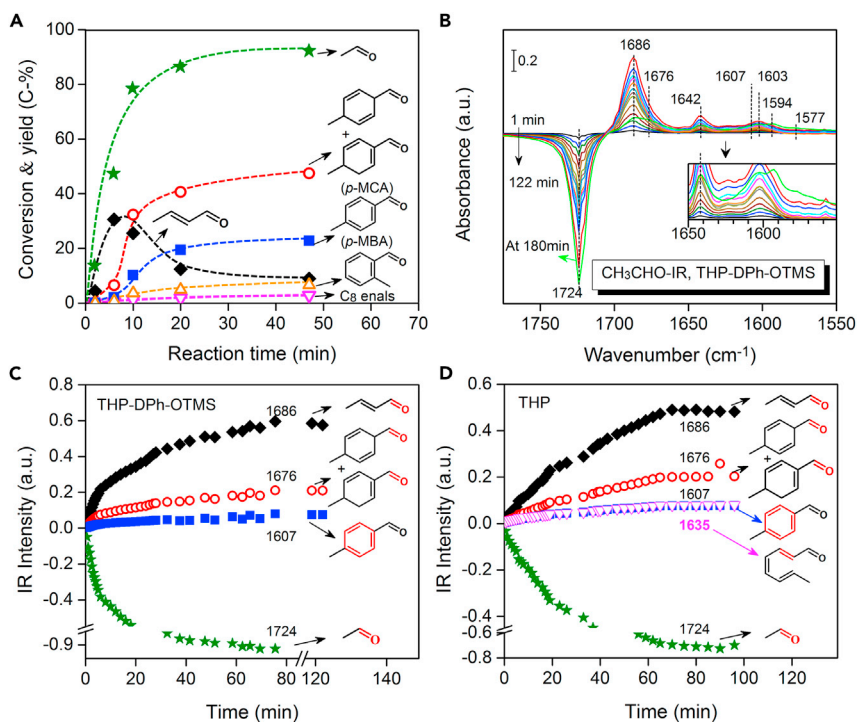 A
Conversion & yield (C-%)
100
80
60
40
20
0
0 10 20 30 40 50 60 70
Reaction time (min)
O
O
+
O
(p-MCA)
O
(p-MBA)
O
C8 enals
O
B
Absorbance (a.u.)
0.2
1686
1676
1642
1607 1603
1594
1577
1 min
122 min
At 180min
1724
1650 1600
CH3CHO-IR, THP-DPh-OTMS
1750 1700 1650 1600 1550
Wavenumber (cm-1)
C
THP-DPh-OTMS
IR Intensity (a.u.)
0.8
0.6
0.4
0.2
0.0
-0.2
-0.4
-0.9
1686
1676
1607
1724
O
O
+
O
O
O
0 20 40 60 80 120 150
Time (min)
D
THP
IR Intensity (a.u.)
0.6
0.4
0.2
0.0
-0.2
-0.4
-0.6
-0.8
1686
1676
1607
1635
1724
O
O
+
O
O
O
O
0 20 40 60 80 100 120
Time (min)